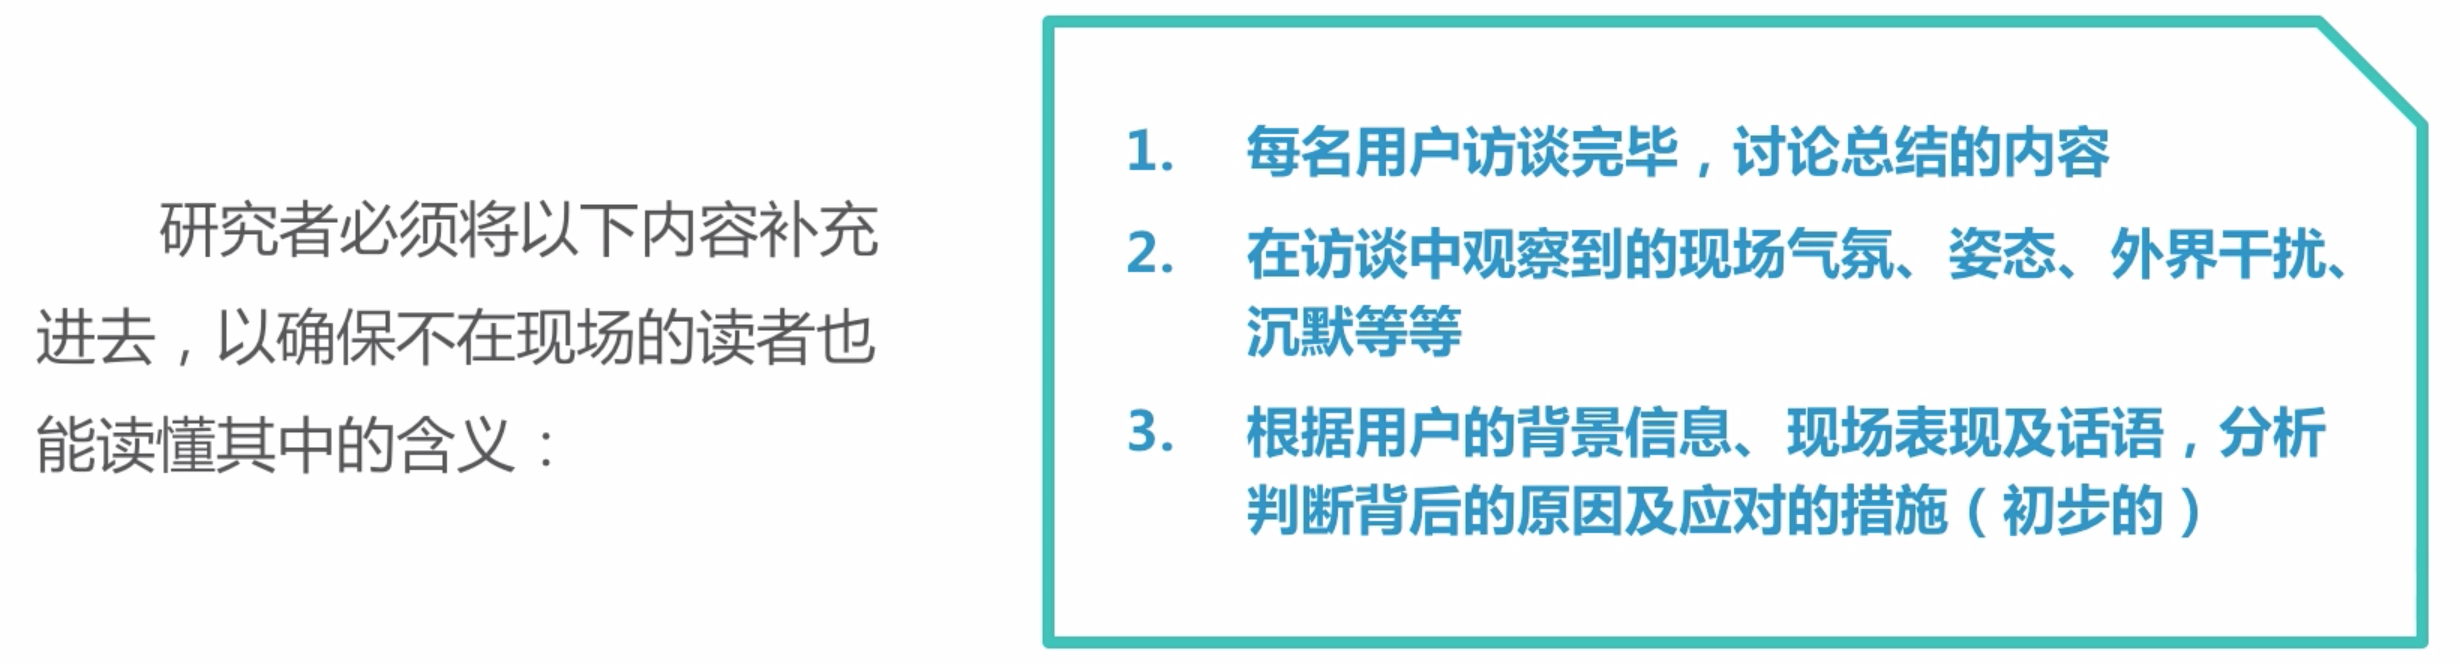 研究者必须将以下内容补充
进去，以确保不在现场的读者也
能读懂其中的含义：
1. 每名用户访谈完毕，讨论总结的内容
2. 在访谈中观察到的现场气氛、姿态、外界干扰、
沉默等等
3. 根据用户的背景信息、现场表现及话语，分析
判断背后的原因及应对的措施（初步的）